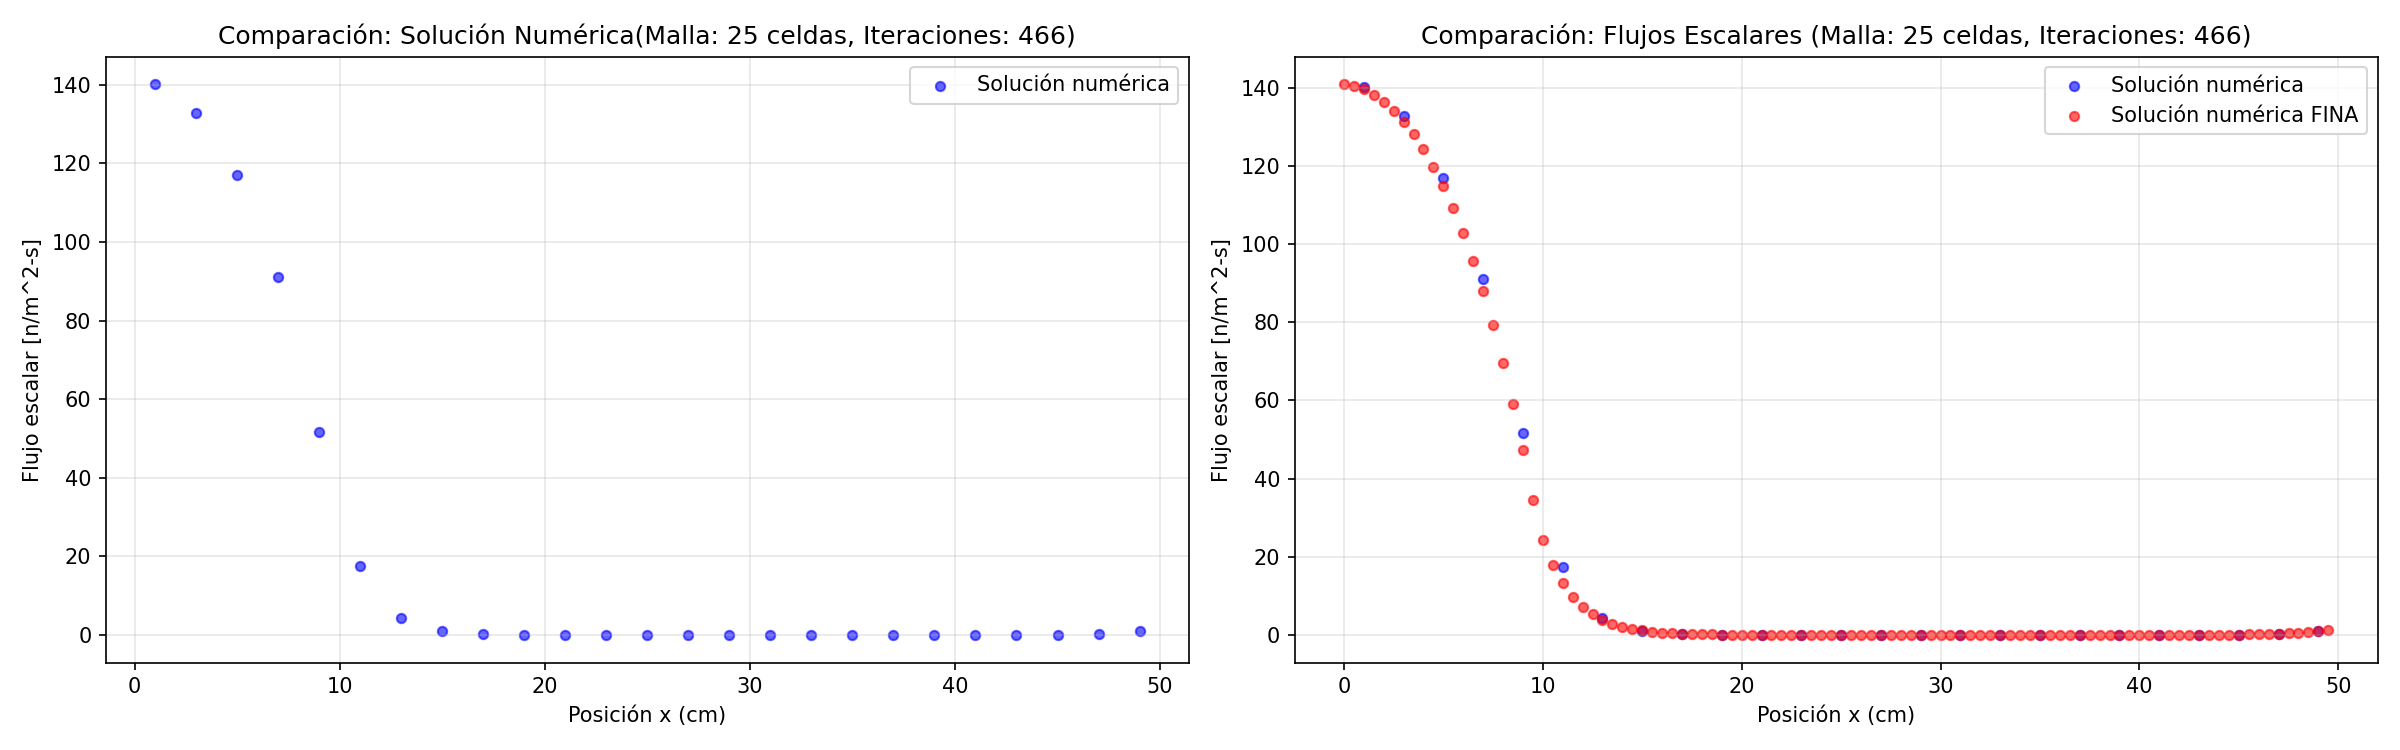 Comparación: Solución Numérica(Malla: 25 celdas, Iteraciones: 466)
Solución numérica
Flujo escalar [n/m^2-s]
140
120
100
80
60
40
20
0
0 10 20 30 40 50
Posición x (cm)
Comparación: Flujos Escalares (Malla: 25 celdas, Iteraciones: 466)
Solución numérica
Solución numérica FINA
Flujo escalar [n/m^2-s]
140
120
100
80
60
40
20
0
0 10 20 30 40 50
Posición x (cm)